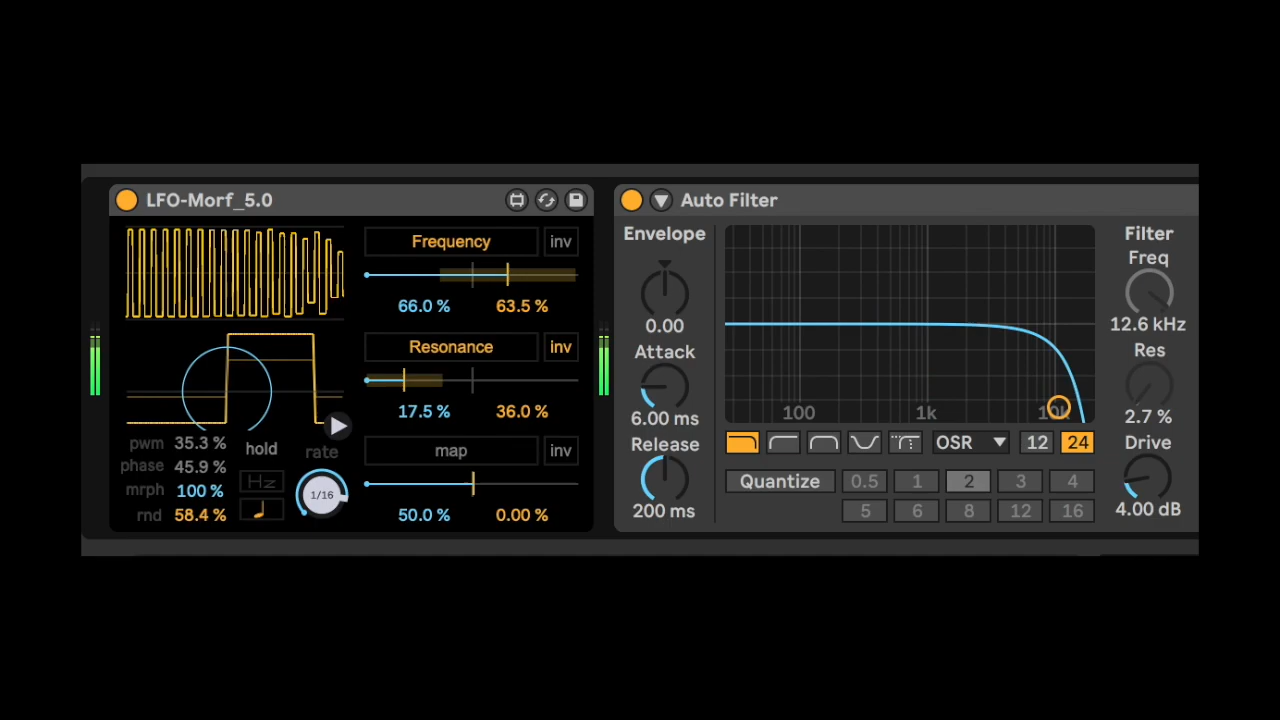 LFO-Morf_5.0
Frequency
inv
66.0 %
63.5 %
Resonance
inv
17.5 %
36.0 %
map
inv
50.0 %
0.00 %
pwm 35.3 %
phase 45.9 %
mrph 100 %
rnd 58.4 %
hold
Hz
rate
1/16
Auto Filter
Envelope
0.00
Attack
6.00 ms
Release
200 ms
100
1k
10k
OSR
12
24
Quantize
0.5
1
2
3
4
5
6
8
12
16
Filter
Freq
12.6 kHz
Res
2.7 %
Drive
4.00 dB